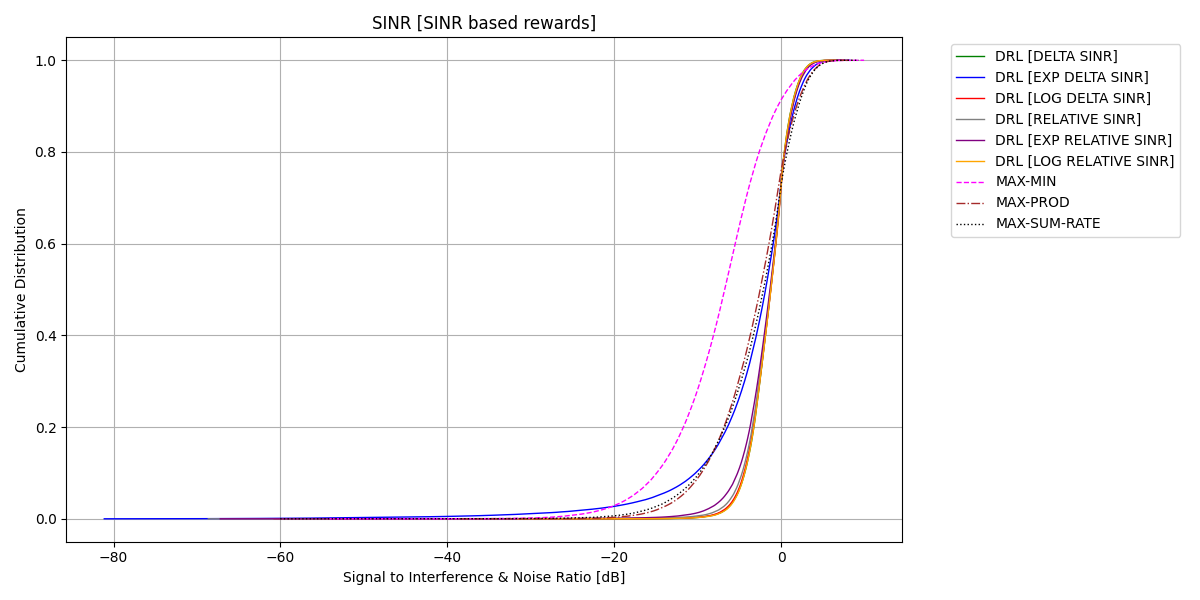 SINR [SINR based rewards]
1.0
0.8
0.6
0.4
0.2
0.0
Cumulative Distribution
−80
−60
−40
−20
0
Signal to Interference & Noise Ratio [dB]
DRL [DELTA SINR]
DRL [EXP DELTA SINR]
DRL [LOG DELTA SINR]
DRL [RELATIVE SINR]
DRL [EXP RELATIVE SINR]
DRL [LOG RELATIVE SINR]
MAX-MIN
MAX-PROD
MAX-SUM-RATE